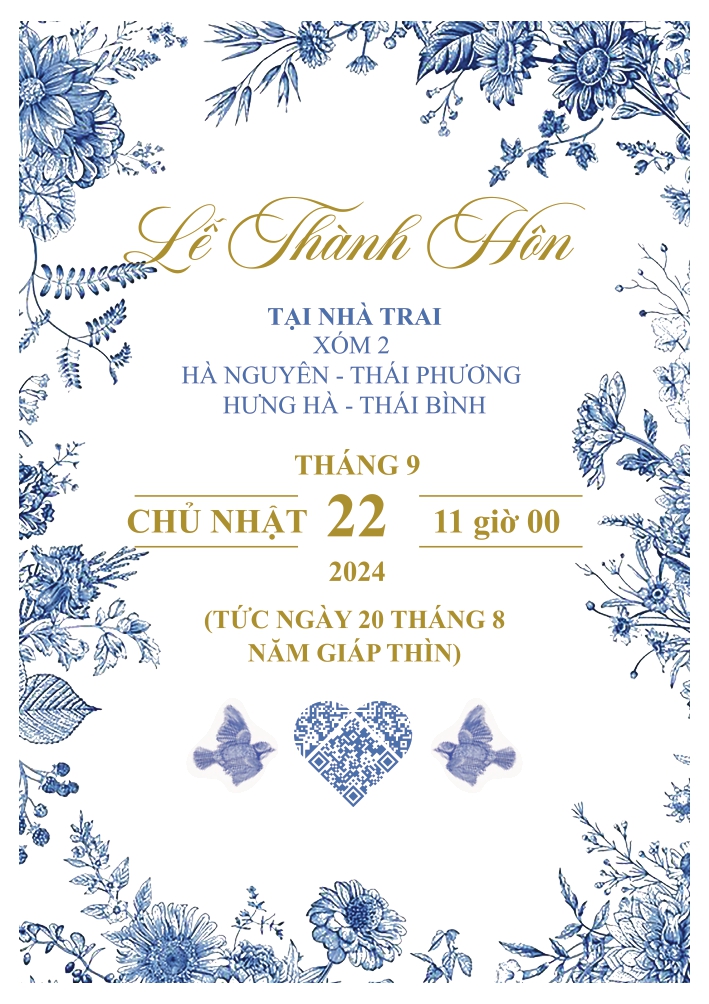 Lễ Thành Hôn
TẠI NHÀ TRAI
XÓM 2
HÀ NGUYÊN - THÁI PHƯƠNG
HƯNG HÀ - THÁI BÌNH
THÁNG 9
CHỦ NHẬT 22 11 giờ 00
2024
(TỨC NGÀY 20 THÁNG 8
NĂM GIÁP THÌN)